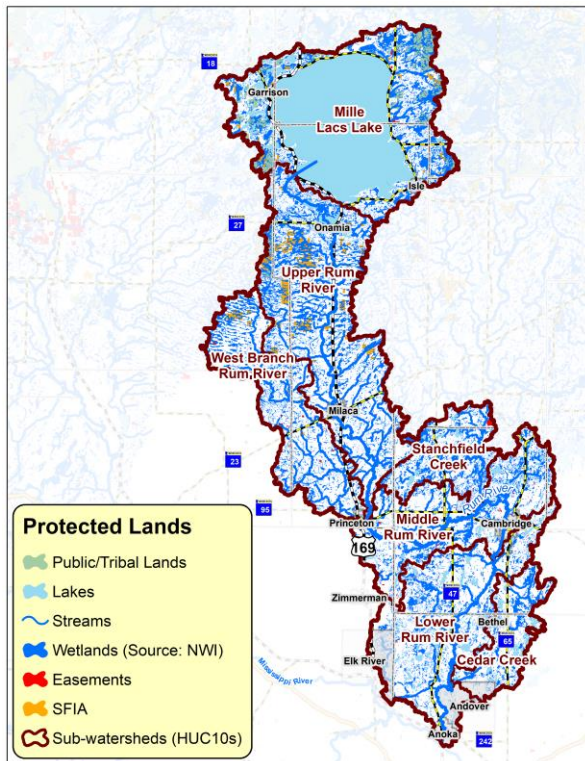 18
Garrison
Mille
Lacs Lake
Isle
27
Onamia
Upper Rum
River
West Branch
Rum River
Milaca
23
Stanchfield
Creek
95
Rum River
Princeton
Middle
Rum River
Cambridge
169
47
Zimmerman
Lower
Rum River
Bethel
65
Elk River
Cedar Creek
Mississippi River
Andover
Anoka
242
Protected Lands
Public/Tribal Lands
Lakes
Streams
Wetlands (Source: NWI)
Easements
SFIA
Sub-watersheds (HUC10s)